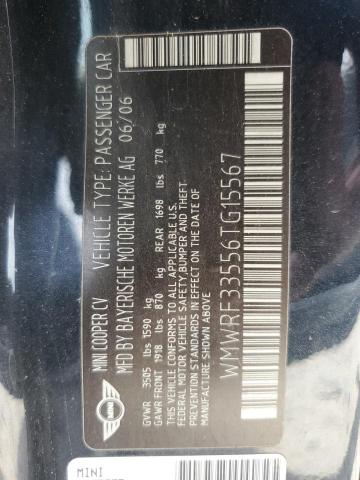 MINI COOPER CV VEHICLE TYPE: PASSENGER CAR
MFD BY BAYERISCHE MOTOREN WERKE AG 06/06
GVWR 3505 lbs 1590 kg
GAWR FRONT 1918 lbs 870 kg REAR 1698 lbs 770 kg
THIS VEHICLE CONFORMS TO ALL APPLICABLE U.S.
FEDERAL MOTOR VEHICLE SAFETY,BUMPER AND THEFT
PREVENTION STANDARDS IN EFFECT ON THE DATE OF
MANUFACTURE SHOWN ABOVE
WMWRF33556TG15567
MINI
MINI